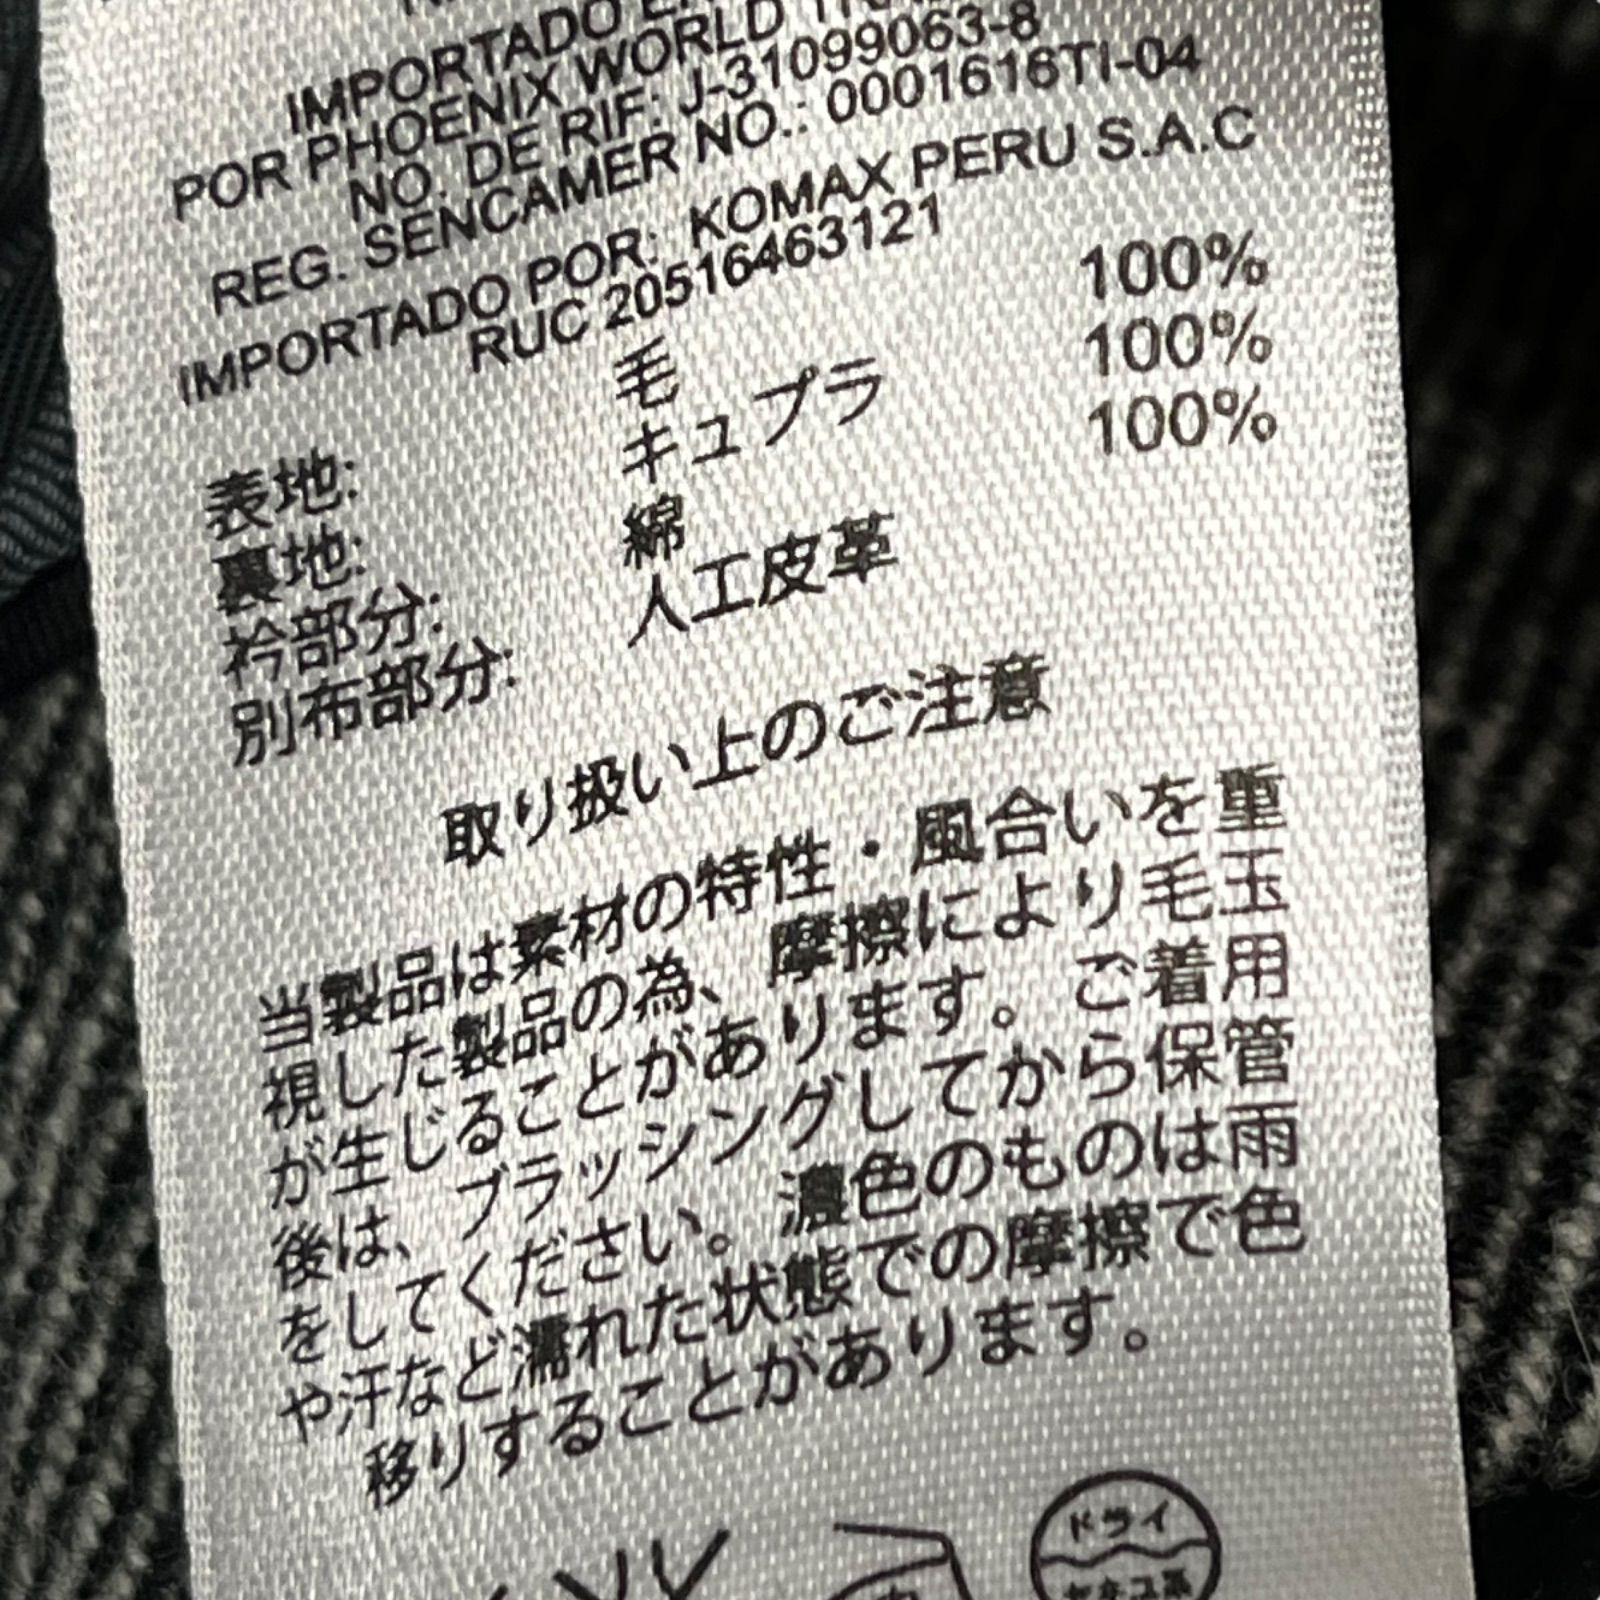 IMPORTADO
POR PHOENIX WORLD
NO. DE RIF: J-31099063-8
REG. SENCAMER NO.: 0001616TI-04
IMPORTADO POR: KOMAX PERU S.A.C
RUC 20516463121
表地: 毛 100%
裏地: キュプラ 100%
衿部分: 綿 100%
別布部分: 人工皮革
取り扱い上のご注意
当製品は素材の特性・風合いを重
視した製品の為、摩擦により毛玉
が生じることがあります。ご着用
後は、ブラッシングしてから保管
をしてください。濃色のものは雨
や汗など濡れた状態での摩擦で色
移りすることがあります。
ドライ